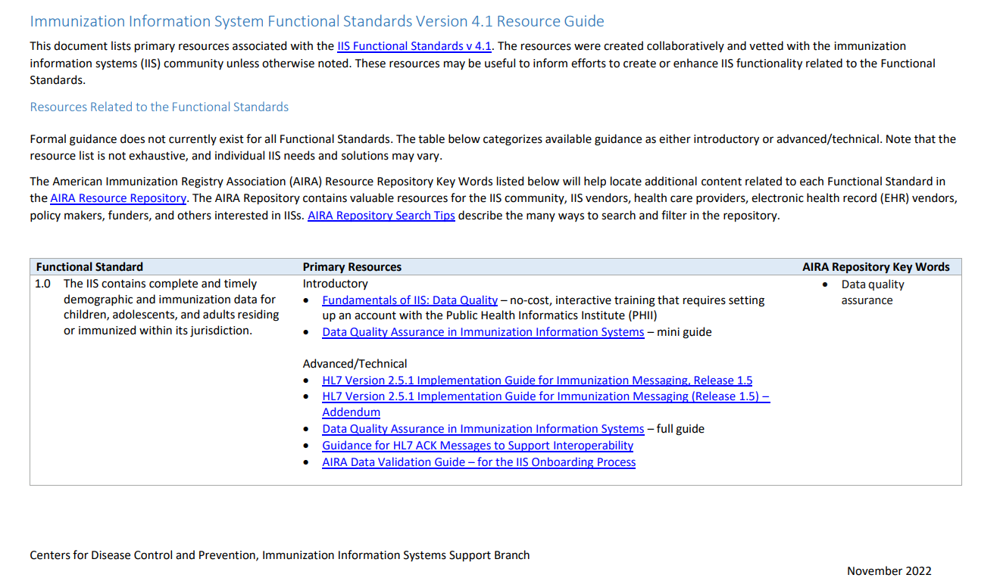 Immunization Information System Functional Standards Version 4.1 Resource Guide
This document lists primary resources associated with the IIS Functional Standards v 4.1. The resources were created collaboratively and vetted with the immunization
information systems (IIS) community unless otherwise noted. These resources may be useful to inform efforts to create or enhance IIS functionality related to the Functional
Standards.
Resources Related to the Functional Standards
Formal guidance does not currently exist for all Functional Standards. The table below categorizes available guidance as either introductory or advanced/technical. Note that the
resource list is not exhaustive, and individual IIS needs and solutions may vary.
The American Immunization Registry Association (AIRA) Resource Repository Key Words listed below will help locate additional content related to each Functional Standard in
the AIRA Resource Repository. The AIRA Repository contains valuable resources for the IIS community, IIS vendors, health care providers, electronic health record (EHR) vendors,
policy makers, funders, and others interested in IISs. AIRA Repository Search Tips describe the many ways to search and filter in the repository.
Functional Standard Primary Resources AIRA Repository Key Words
1.0 The IIS contains complete and timely
demographic and immunization data for
children, adolescents, and adults residing
or immunized within its jurisdiction.
Introductory
• Fundamentals of IIS: Data Quality – no-cost, interactive training that requires setting
up an account with the Public Health Informatics Institute (PHII)
• Data Quality Assurance in Immunization Information Systems – mini guide
Advanced/Technical
• HL7 Version 2.5.1 Implementation Guide for Immunization Messaging, Release 1.5
• HL7 Version 2.5.1 Implementation Guide for Immunization Messaging (Release 1.5) –
Addendum
• Data Quality Assurance in Immunization Information Systems – full guide
• Guidance for HL7 ACK Messages to Support Interoperability
• AIRA Data Validation Guide – for the IIS Onboarding Process
• Data quality
assurance
Centers for Disease Control and Prevention, Immunization Information Systems Support Branch
November 2022